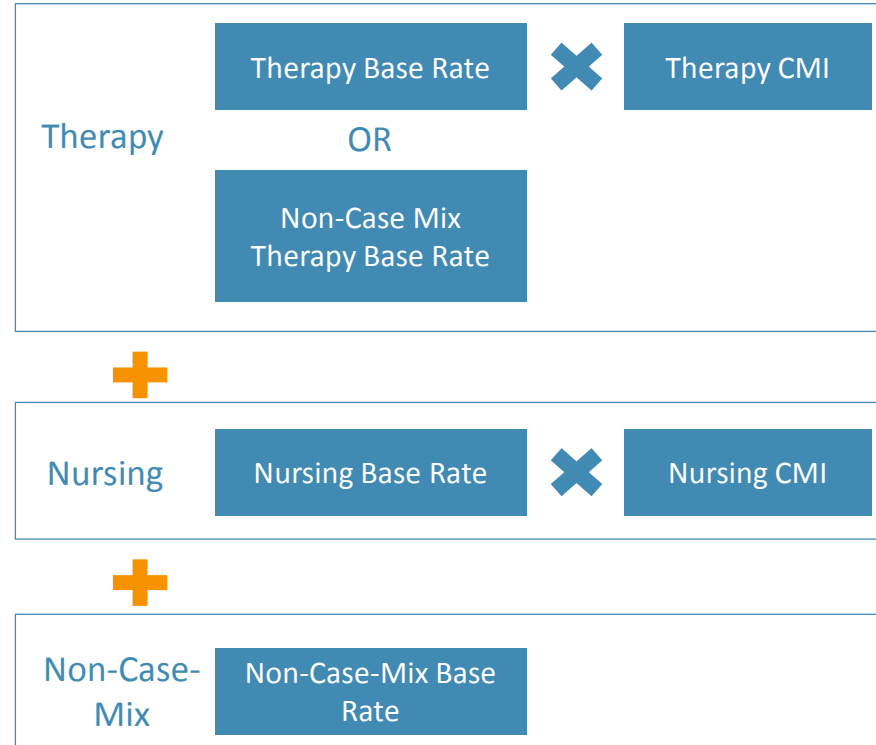 Therapy Base Rate
Therapy CMI
Therapy
OR
Non-Case Mix
Therapy Base Rate
Nursing
Nursing Base Rate
Nursing CMI
Non-Case-
Mix
Non-Case-Mix Base
Rate